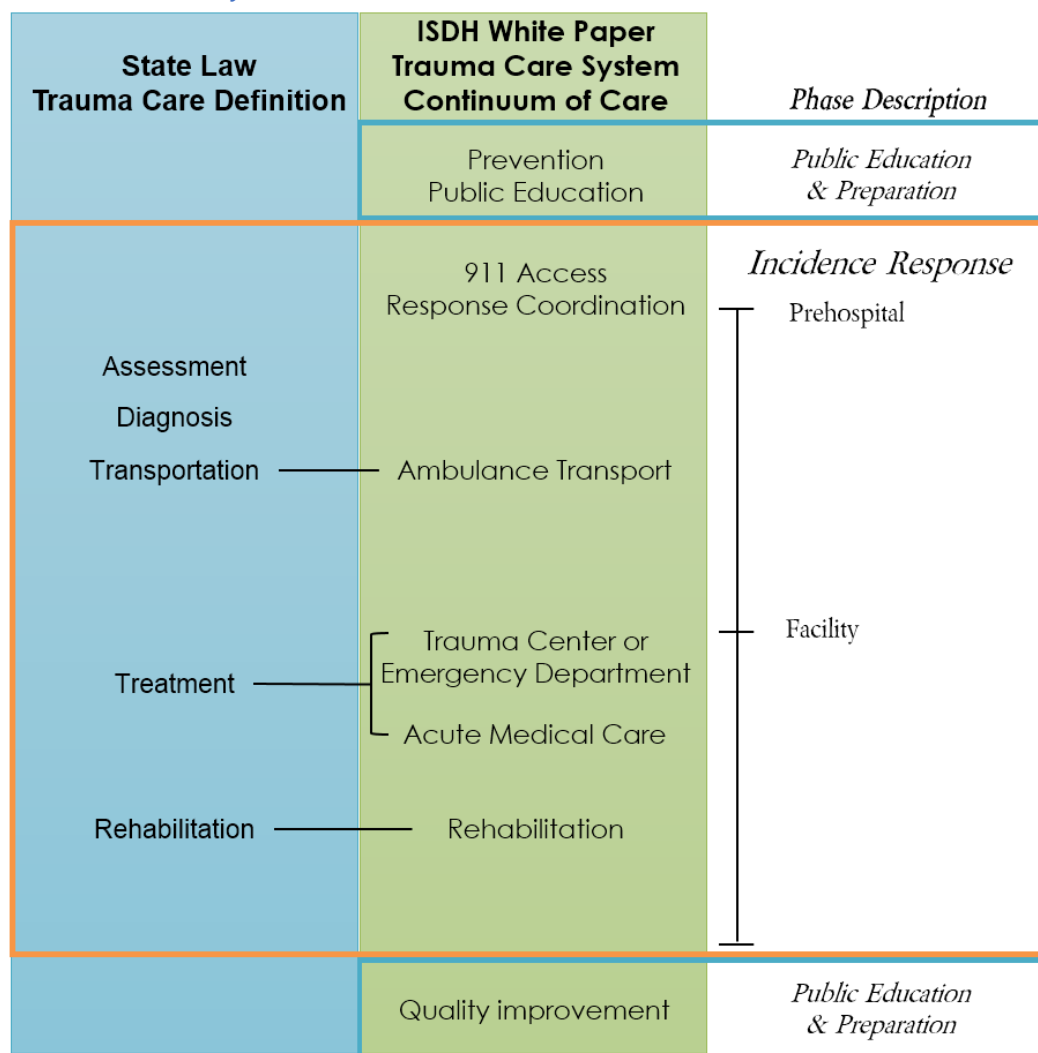 State Law
Trauma Care Definition
ISDH White Paper
Trauma Care System
Continuum of Care
Phase Description
Prevention
Public Education
Public Education
& Preparation
911 Access
Response Coordination
Incidence Response
Prehospital
Assessment
Diagnosis
Transportation
Ambulance Transport
Facility
Treatment
Trauma Center or
Emergency Department
Acute Medical Care
Rehabilitation
Rehabilitation
Quality improvement
Public Education
& Preparation